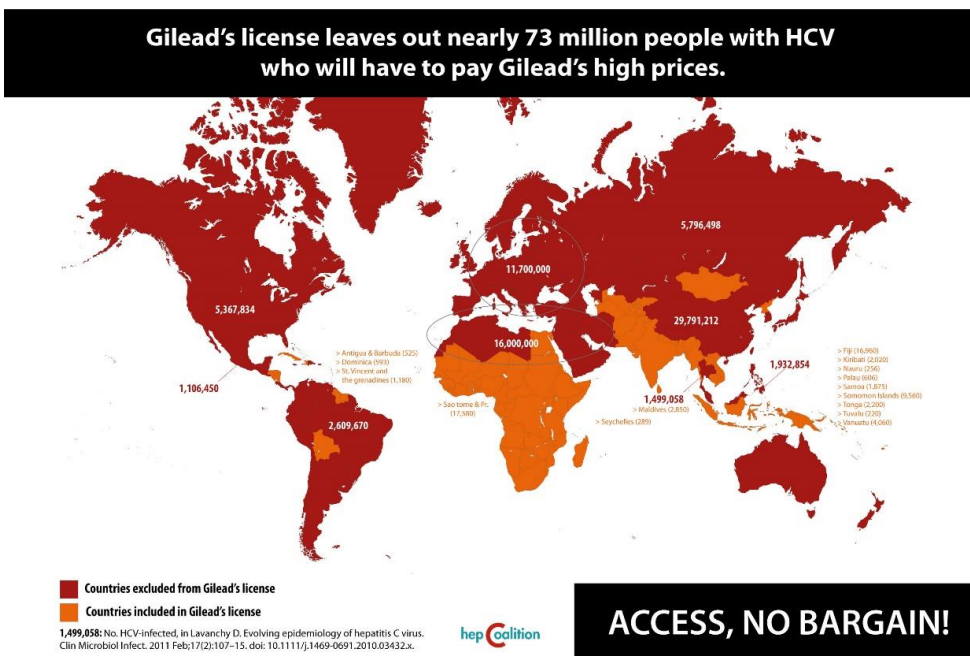 Gilead's license leaves out nearly 73 million people with HCV
who will have to pay Gilead's high prices.
5,796,498
11,700,000
5,367,834
29,791,212
16,000,000
> Antigua & Barbudu (525)
> Dominica (593)
> St. Vincent and
the grenadines (1,180)
> Fiji (16,960)
> Kiribati (2,020)
> Nauru (256)
> Palay (606)
> Samoa (1,875)
> Somomon Islands (9,560)
> Tonga (2,200)
> Tuvalu (220)
> Vanuatu (4,060)
1,932,854
1,106,450
1,499,058
> Maldives (2,850)
> Sao tome & Pr.
(17,580)
> Seychelles (289)
2,609,670
Countries excluded from Gilead's license
Countries included in Gilead's license
1,499,058: No. HCV-infected, in Lavanchy D. Evolving epidemiology of hepatitis C virus.
Clin Microbiol Infect. 2011 Feb;17(2):107–15. doi: 10.1111/j.1469-0691.2010.03432.x.
hep Coalition
ACCESS, NO BARGAIN!